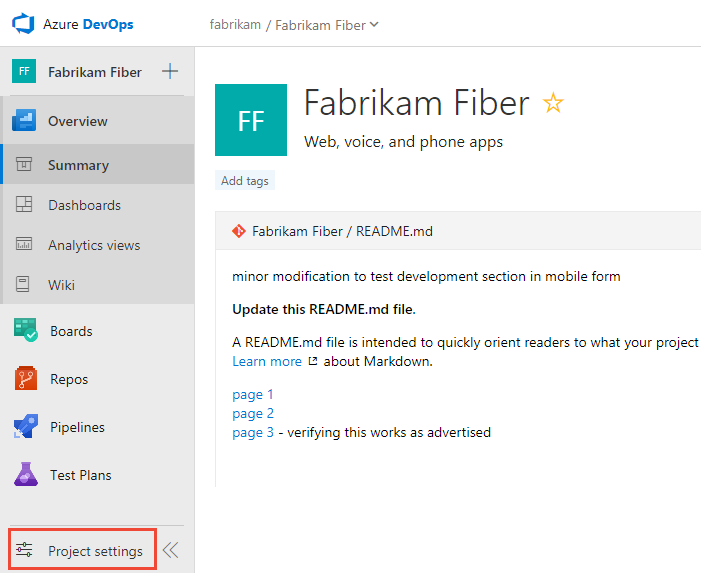 Azure DevOps
fabrikam / Fabrikam Fiber
FF Fabrikam Fiber
Overview
Summary
Dashboards
Analytics views
Wiki
Boards
Repos
Pipelines
Test Plans
Project settings
FF
Fabrikam Fiber
Web, voice, and phone apps
Add tags
Fabrikam Fiber / README.md
minor modification to test development section in mobile form
Update this README.md file.
A README.md file is intended to quickly orient readers to what your project
Learn more about Markdown.
page 1
page 2
page 3 - verifying this works as advertised